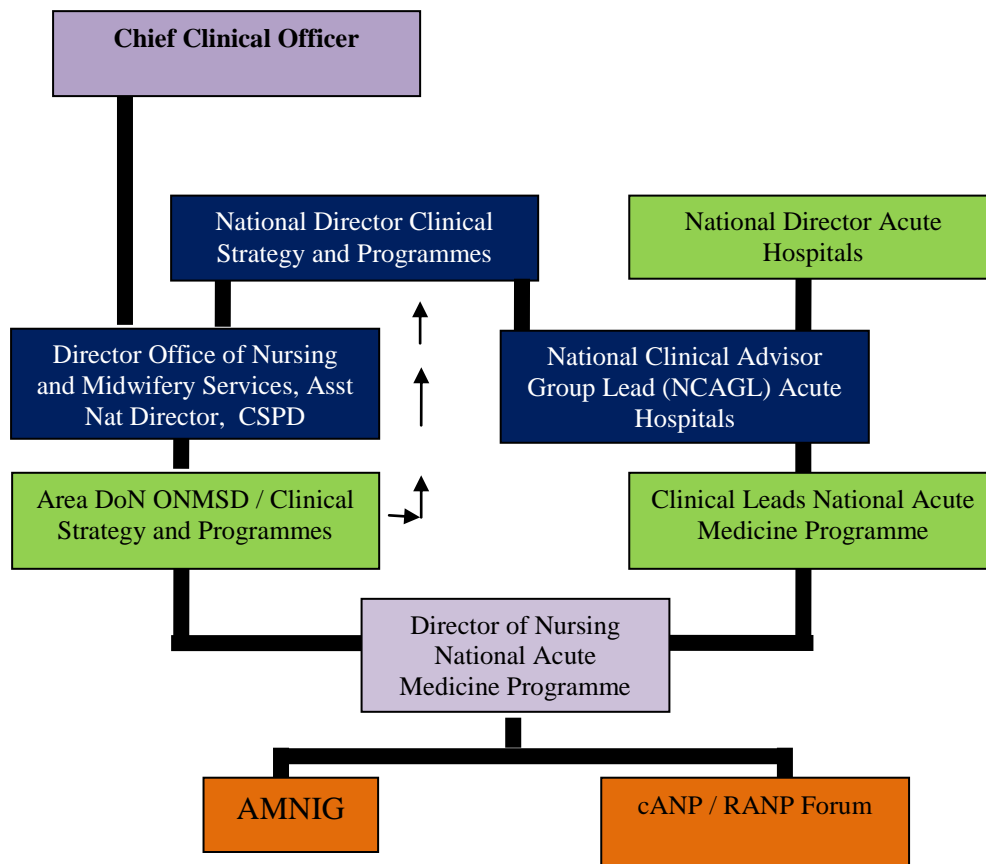 Chief Clinical Officer
National Director Clinical
Strategy and Programmes
National Director Acute
Hospitals
Director Office of Nursing
and Midwifery Services, Asst
Nat Director, CSPD
National Clinical Advisor
Group Lead (NCAGL) Acute
Hospitals
Area DoN ONMSD / Clinical
Strategy and Programmes
Clinical Leads National Acute
Medicine Programme
Director of Nursing
National Acute
Medicine Programme
AMNIG
cANP / RANP Forum